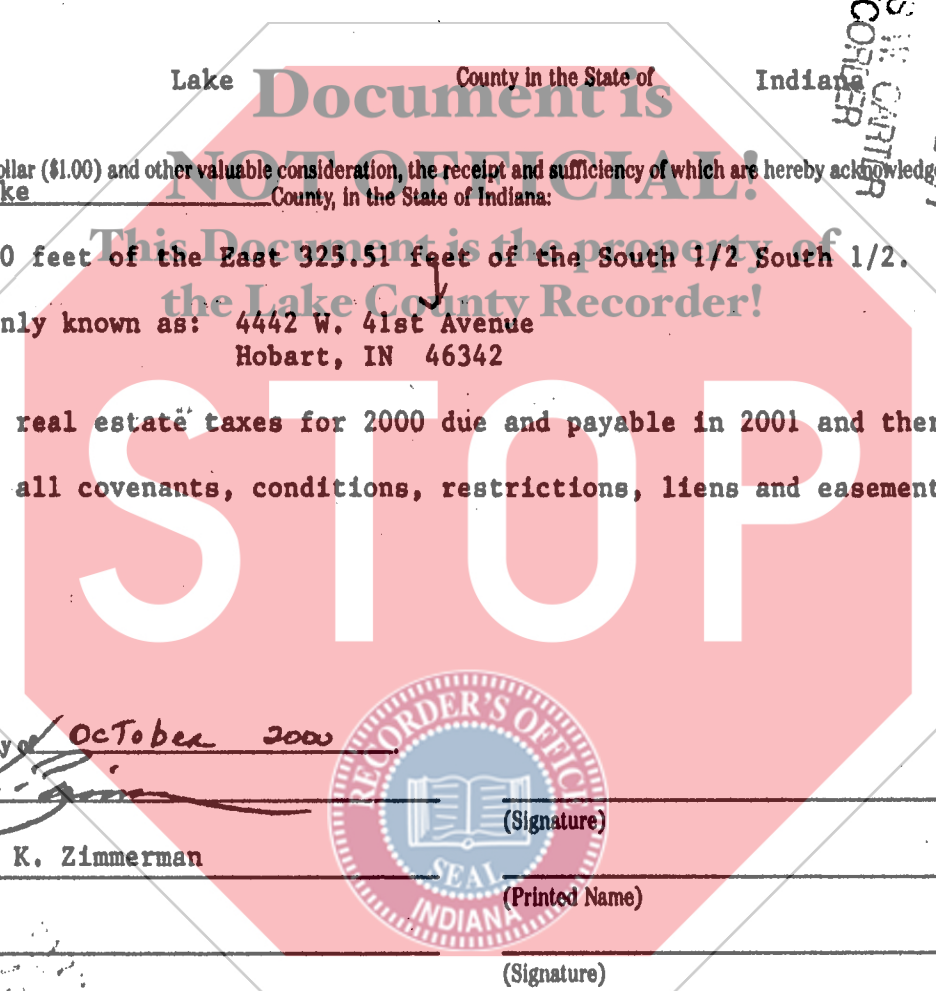 Lake County in the State of Indiana
Document is
ollar ($1.00) and other valuable consideration, the receipt and sufficiency of which are hereby acknowledge
NOT OFFICIAL!
ke County, in the State of Indiana:
This Document is the property of
0 feet of the East 325.51 feet of the South 1/2 South 1/2.
the Lake County Recorder!
nly known as: 4442 W. 41st Avenue
Hobart, IN 46342
STOP
real estate taxes for 2000 due and payable in 2001 and ther
all covenants, conditions, restrictions, liens and easement
October 2000
RECORDER'S OFFICE
SEAL
INDIANA
(Signature)
K. Zimmerman
(Printed Name)
(Signature)
CARTER
CORDER